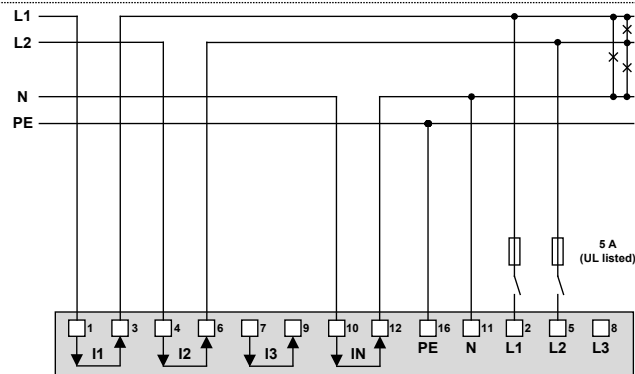 L1
L2
N
PE
5 A
(UL listed)
1 3 4 6 7 9 10 12 16 11 2 5 8
I1 I2 I3 IN PE N L1 L2 L3